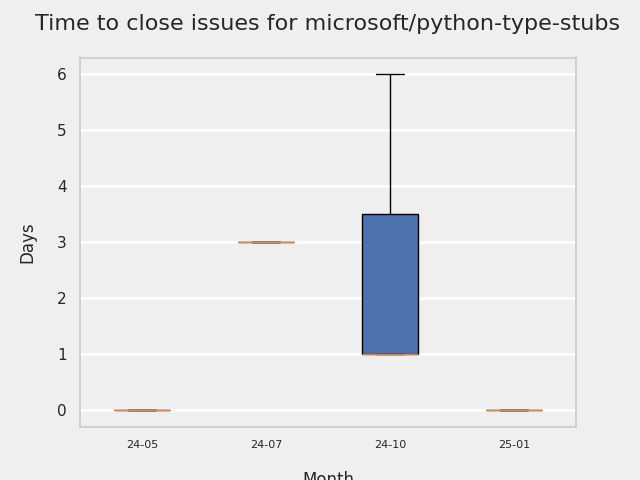 Time to close issues for microsoft/python-type-stubs
6
5
4
3
2
1
0
Days
24-05 24-07 24-10 25-01
Month